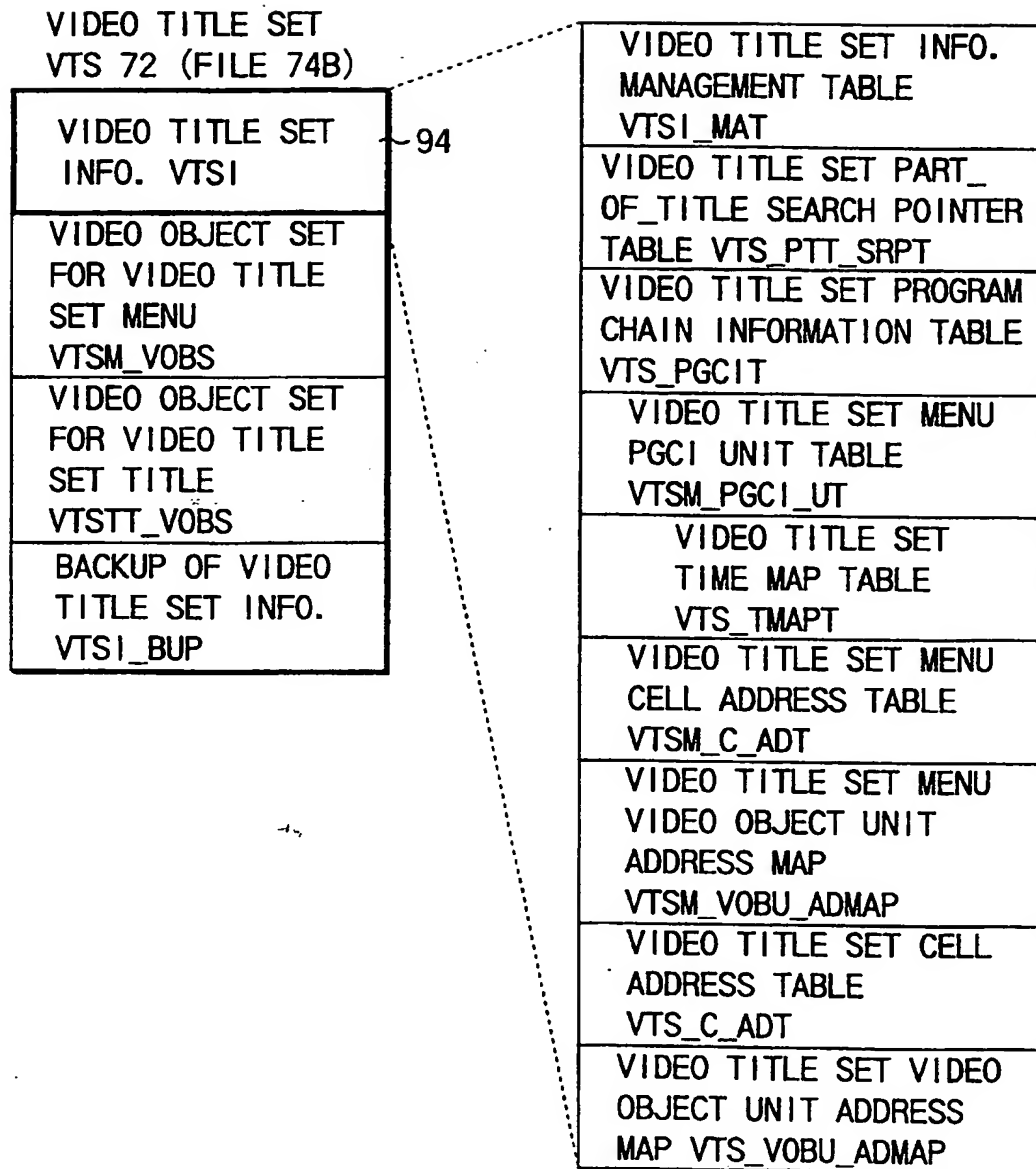 VIDEO TITLE SET
VTS 72 (FILE 74B)
VIDEO TITLE SET
INFO. VTSI
94
VIDEO OBJECT SET
FOR VIDEO TITLE
SET MENU
VTSM_VOBS
VIDEO OBJECT SET
FOR VIDEO TITLE
SET TITLE
VTSTT_VOBS
BACKUP OF VIDEO
TITLE SET INFO.
VTSI_BUP
VIDEO TITLE SET INFO.
MANAGEMENT TABLE
VTSI_MAT
VIDEO TITLE SET PART_
OF_TITLE SEARCH POINTER
TABLE VTS_PTT_SRPT
VIDEO TITLE SET PROGRAM
CHAIN INFORMATION TABLE
VTS_PGCIT
VIDEO TITLE SET MENU
PGCI UNIT TABLE
VTSM_PGCI_UT
VIDEO TITLE SET
TIME MAP TABLE
VTS_TMAPT
VIDEO TITLE SET MENU
CELL ADDRESS TABLE
VTSM_C_ADT
VIDEO TITLE SET MENU
VIDEO OBJECT UNIT
ADDRESS MAP
VTSM_VOBU_ADMAP
VIDEO TITLE SET CELL
ADDRESS TABLE
VTS_C_ADT
VIDEO TITLE SET VIDEO
OBJECT UNIT ADDRESS
MAP VTS_VOBU_ADMAP